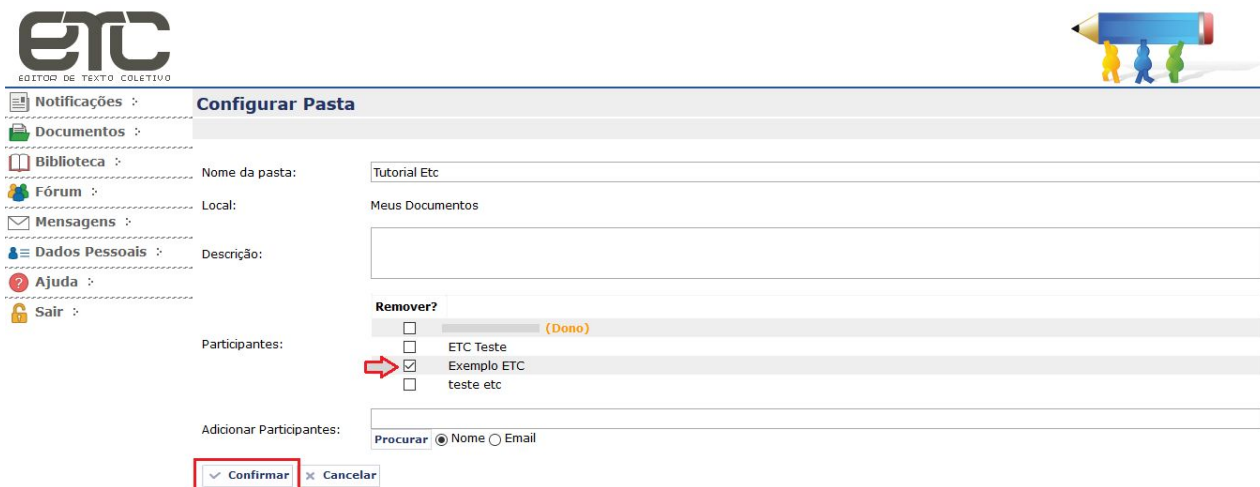 ETC
EDITOR DE TEXTO COLETIVO
Notificações
Documentos
Biblioteca
Fórum
Mensagens
Dados Pessoais
Ajuda
Sair
Configurar Pasta
Nome da pasta: Tutorial Etc
Local: Meus Documentos
Descrição:
Participantes:
Remover?
(Dono)
ETC Teste
Exemplo ETC
teste etc
Adicionar Participantes:
Procurar Nome Email
Confirmar Cancelar